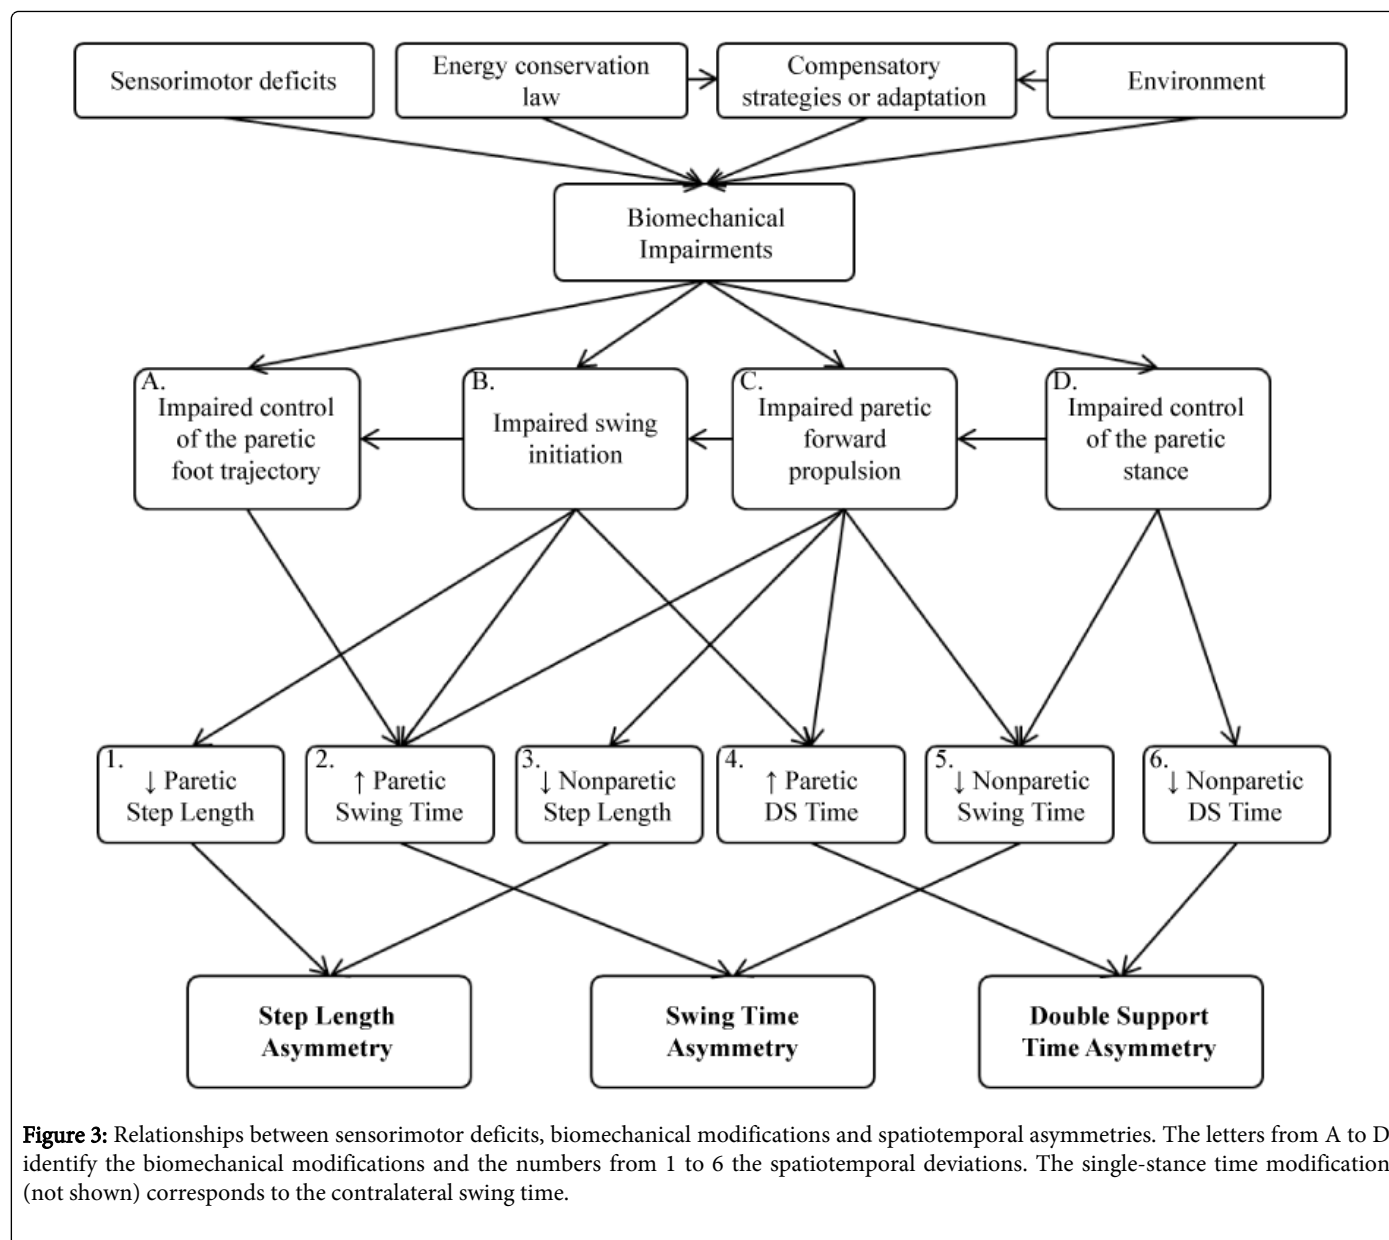 Sensorimotor deficits
Energy conservation
law
Compensatory
strategies or adaptation
Environment
Biomechanical
Impairments
A.
Impaired control
of the paretic
foot trajectory
B.
Impaired swing
initiation
C.
Impaired paretic
forward
propulsion
D.
Impaired control
of the paretic
stance
1.
↓ Paretic
Step Length
2.
↑ Paretic
Swing Time
3.
↓ Nonparetic
Step Length
4.
↑ Paretic
DS Time
5.
↓ Nonparetic
Swing Time
6.
↓ Nonparetic
DS Time
Step Length
Asymmetry
Swing Time
Asymmetry
Double Support
Time Asymmetry
Figure 3: Relationships between sensorimotor deficits, biomechanical modifications and spatiotemporal asymmetries. The letters from A to D
identify the biomechanical modifications and the numbers from 1 to 6 the spatiotemporal deviations. The single-stance time modification
(not shown) corresponds to the contralateral swing time.